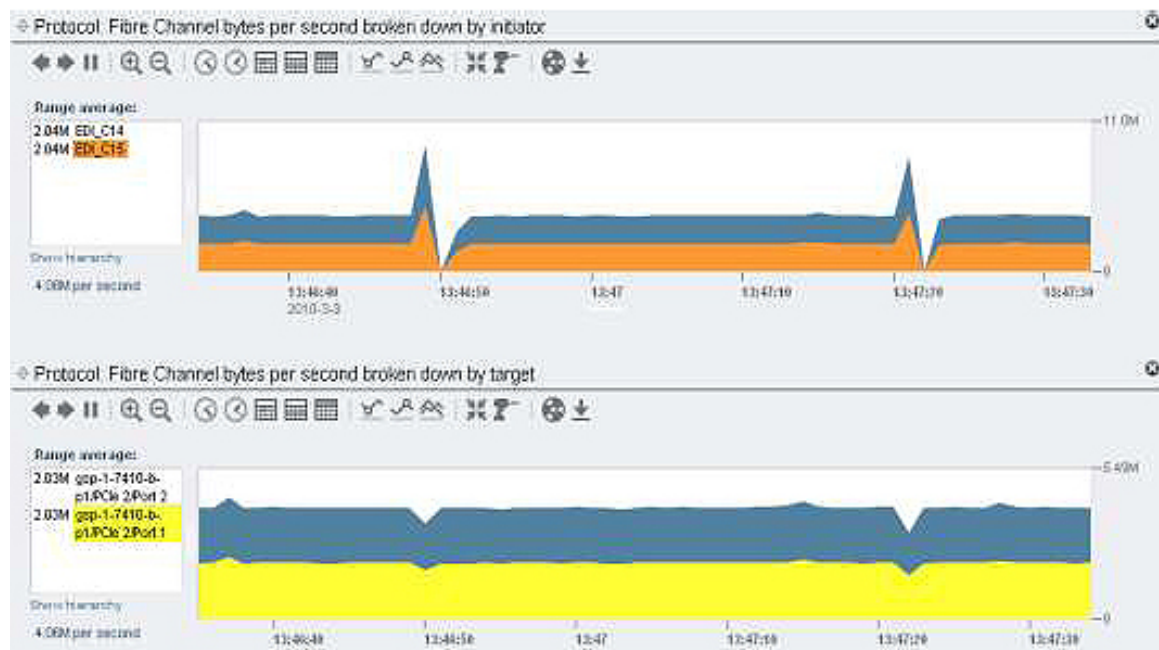 Protocol: Fibre Channel bytes per second broken down by initiator
Range average:
2.04M EDI_C14
2.04M EDI_C15
11.0M
0
Show hierarchy
4.08M per second
13:46:40
13:46:50
13:47
13:47:10
13:47:20
13:47:30
2010-3-3
Protocol: Fibre Channel bytes per second broken down by target
Range average:
2.03M gsp-1-7410-b-
p1/PCIe 2/Port 2
2.03M gsp-1-7410-b-
p1/PCIe 2/Port 1
5.49M
0
Show hierarchy
4.06M per second
13:46:40
13:46:50
13:47
13:47:10
13:47:20
13:47:30